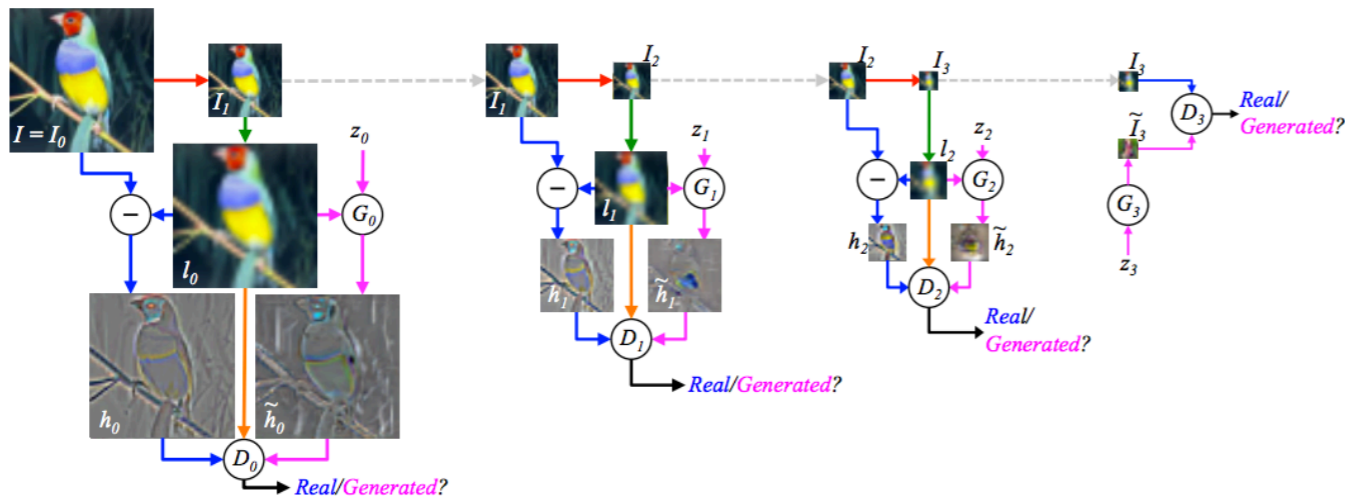 I = I₀
I₁
l₀
z₀
−
G₀
h₀
h̃₀
D₀
Real/Generated?
I₁
I₂
l₁
z₁
−
G₁
h₁
h̃₁
D₁
Real/Generated?
I₂
I₃
l₂
z₂
−
G₂
h₂
h̃₂
D₂
Real/
Generated?
I₃
Ĩ₃
D₃
Real/
Generated?
G₃
z₃